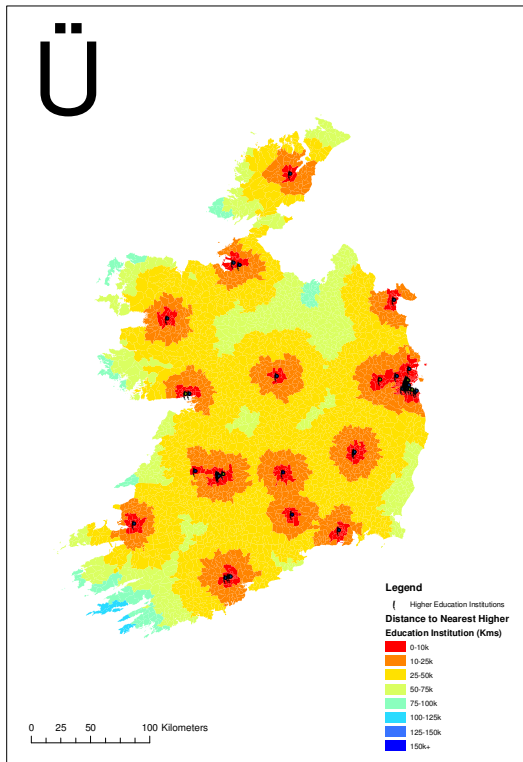 Ü
Legend
Higher Education Institutions
Distance to Nearest Higher
Education Institution (Kms)
0-10k
10-25k
25-50k
50-75k
75-100k
100-125k
125-150k
150k+
0 25 50 100 Kilometers